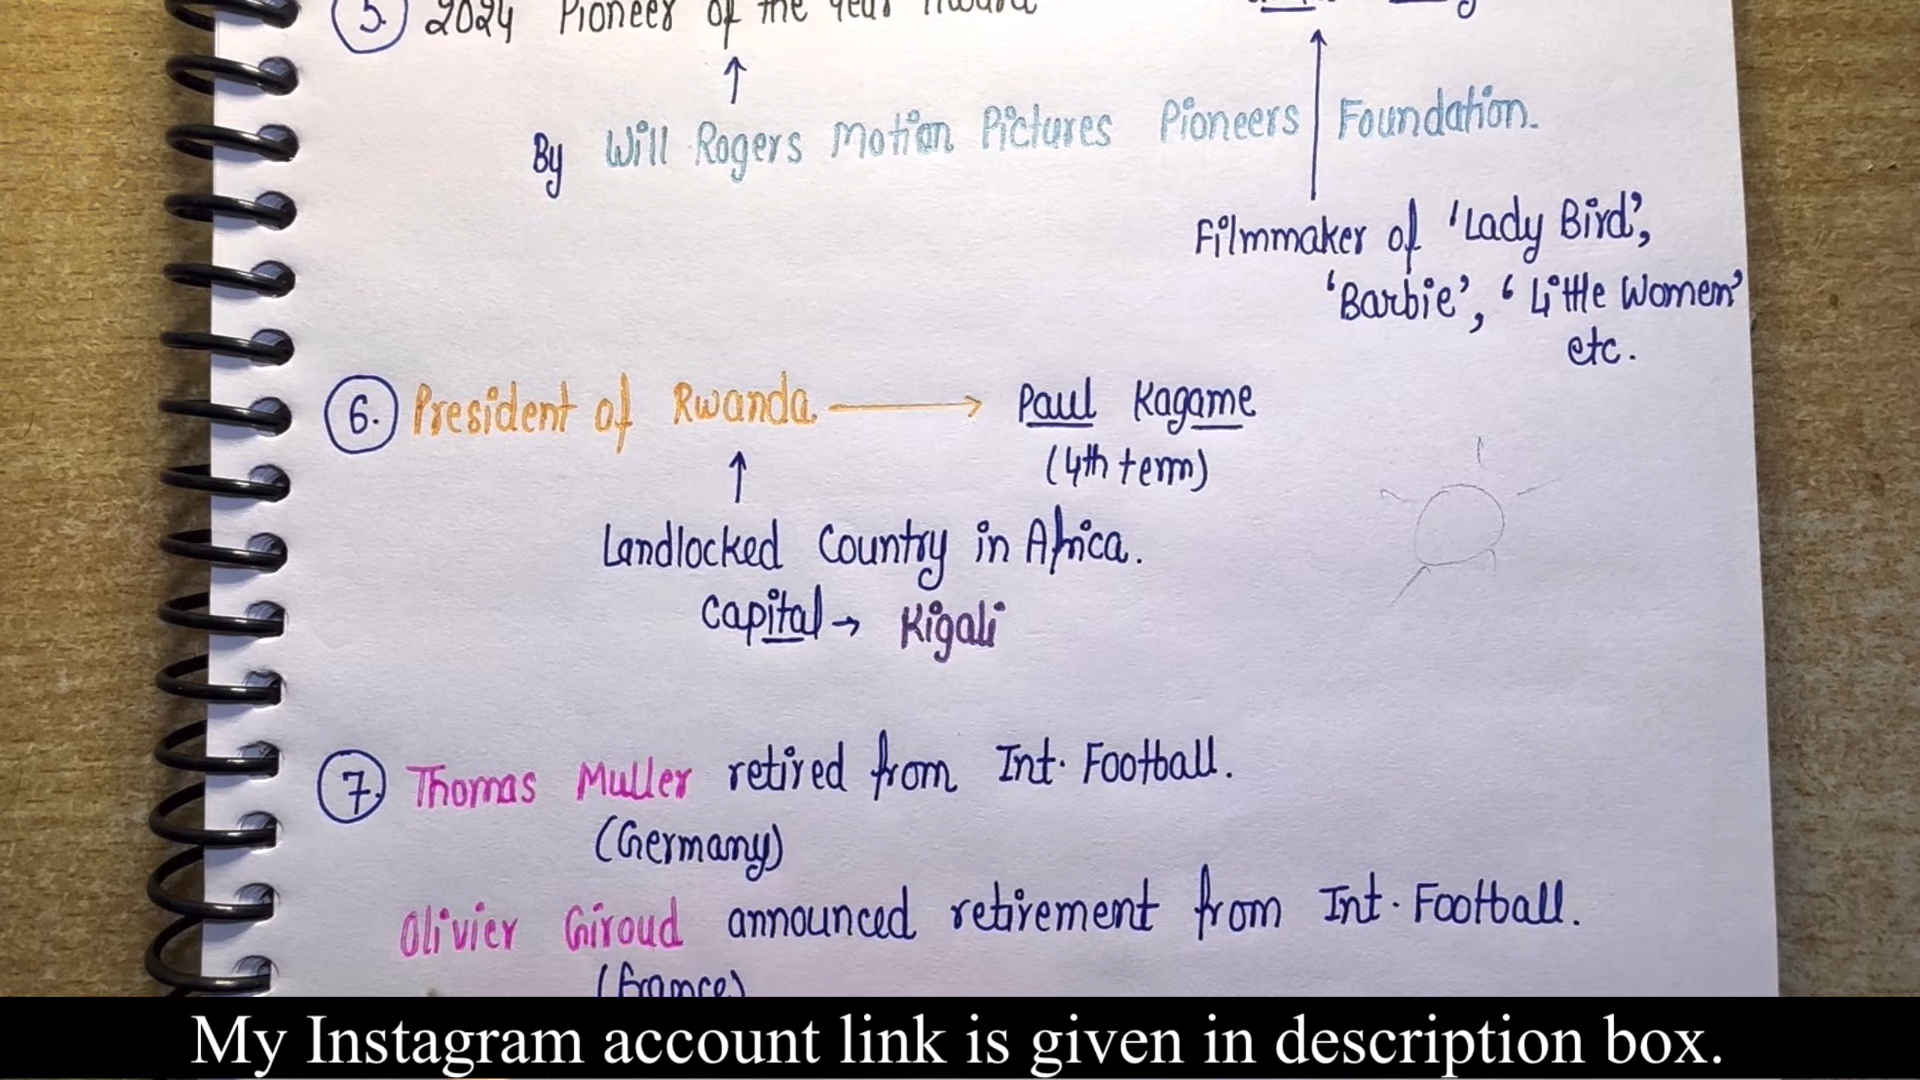 5. 2024 Pioneer of the Year Award
By Will Rogers Motion Pictures Pioneers Foundation.
Filmmaker of 'Lady Bird',
'Barbie', 'Little Women'
etc.
6. President of Rwanda → Paul Kagame
(4th term)
Landlocked Country in Africa.
Capital → Kigali
7. Thomas Muller retired from Int. Football.
(Germany)
Olivier Giroud announced retirement from Int. Football.
(France)
My Instagram account link is given in description box.